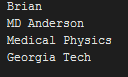 Brian
MD Anderson
Medical Physics
Georgia Tech